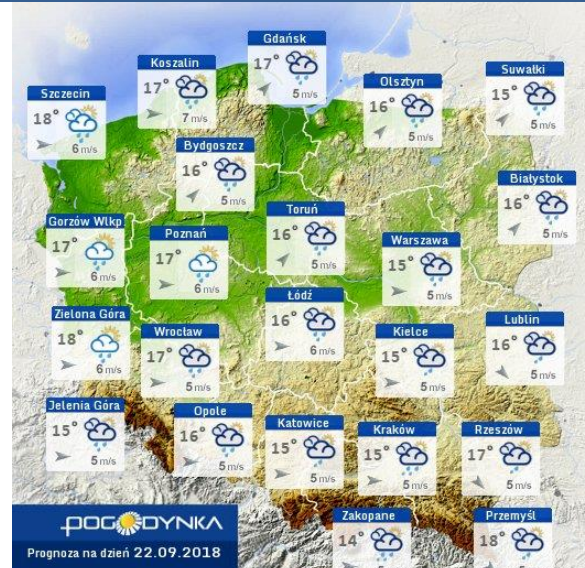 Gdańsk
17°
5 m/s
Koszalin
17°
7 m/s
Suwałki
15°
5 m/s
Olsztyn
16°
5 m/s
Szczecin
18°
6 m/s
Bydgoszcz
16°
5 m/s
Białystok
16°
5 m/s
Toruń
16°
5 m/s
Gorzów Wlkp
17°
6 m/s
Poznań
17°
6 m/s
Warszawa
15°
5 m/s
Łódź
16°
6 m/s
Zielona Góra
18°
6 m/s
Lublin
16°
5 m/s
Wrocław
17°
5 m/s
Kielce
15°
5 m/s
Jelenia Góra
15°
5 m/s
Opole
16°
5 m/s
Katowice
15°
5 m/s
Kraków
15°
5 m/s
Rzeszów
17°
5 m/s
Zakopane
14°
Przemyśl
18°
POGODYNKA
Prognoza na dzień 22.09.2018